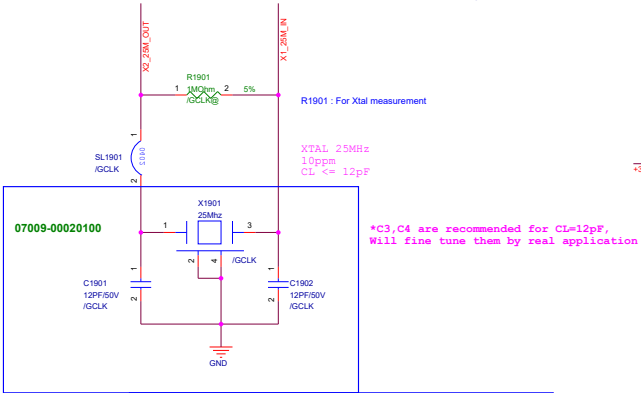 X2_25M_OUT
X1_25M_IN
R1901
1 1MOhm 2 5%
/GCLK@
R1901 : For Xtal measurement
1
SL1901
0402
/GCLK
2
XTAL 25MHz
10ppm
CL <= 12pF
+3
07009-00020100
X1901
25Mhz
1 3
2 4
/GCLK
*C3,C4 are recommended for CL=12pF,
Will fine tune them by real application
1
C1901
12PF/50V
/GCLK
2
1
C1902
12PF/50V
/GCLK
2
GND